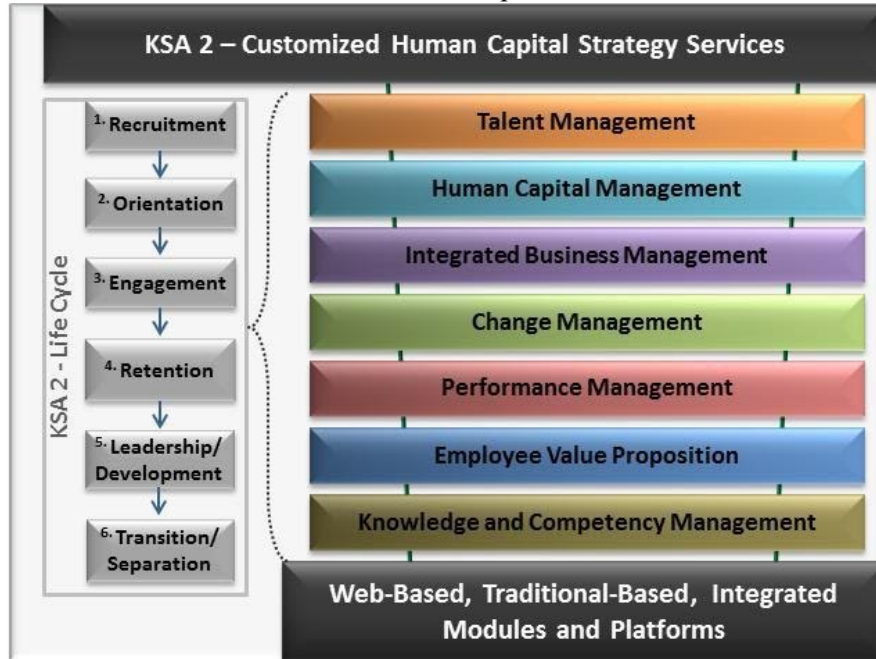 KSA 2 – Customized Human Capital Strategy Services
KSA 2 - Life Cycle
1. Recruitment
2. Orientation
3. Engagement
4. Retention
5. Leadership/
Development
6. Transition/
Separation
Talent Management
Human Capital Management
Integrated Business Management
Change Management
Performance Management
Employee Value Proposition
Knowledge and Competency Management
Web-Based, Traditional-Based, Integrated
Modules and Platforms